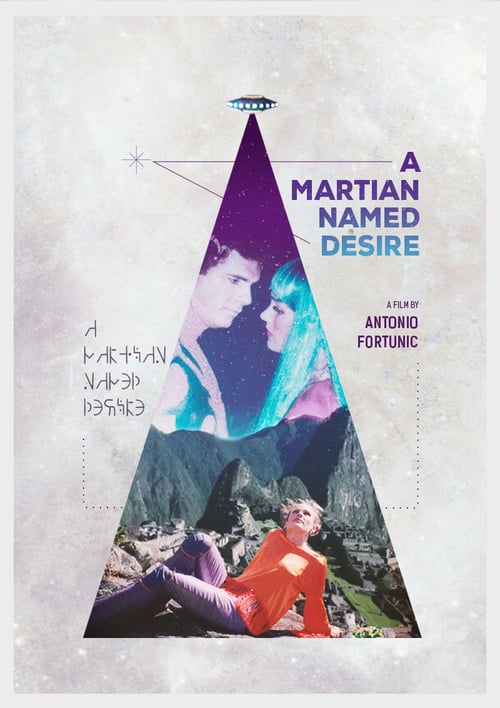 A
MARTIAN
NAMED
DESIRE
A FILM BY
ANTONIO
FORTUNIC